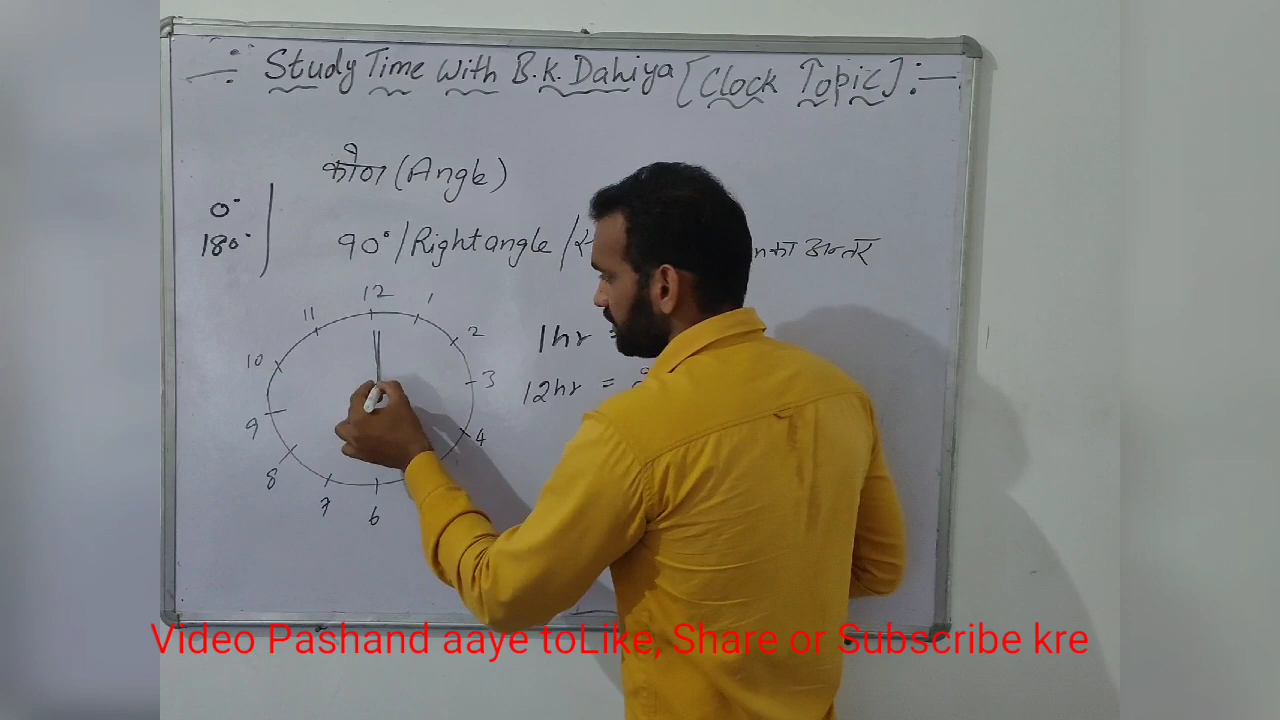 Study Time With B.K. Dahiya [Clock Topic]:-
कोण (Angle)
0°
180°
90° / Right angle /
12
1
2
3
4
6
7
8
9
10
11
1hr =
12hr =
Video Pashand aaye toLike, Share or Subscribe kre